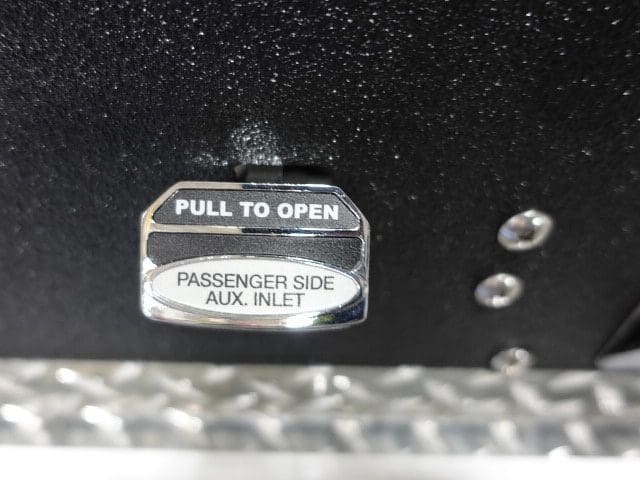 PULL TO OPEN
PASSENGER SIDE
AUX. INLET